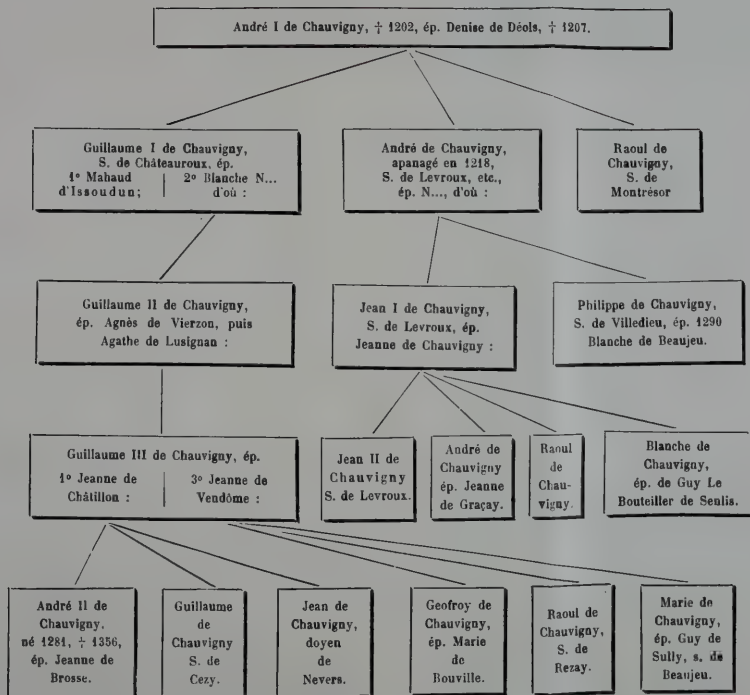 André I de Chauvigny, † 1202, ép. Denise de Déols, † 1207.
Guillaume I de Chauvigny,
S. de Châteauroux, ép.
1º Mahaud
d'Issoudun;
2º Blanche N...
d'où :
André de Chauvigny,
apanagé en 1218,
S. de Levroux, etc.,
ép. N..., d'où :
Raoul de
Chauvigny,
S. de
Montrésor
Guillaume II de Chauvigny,
ép. Agnès de Vierzon, puis
Agathe de Lusignan :
Jean I de Chauvigny,
S. de Levroux, ép.
Jeanne de Chauvigny :
Philippe de Chauvigny,
S. de Villedieu, ép. 1290
Blanche de Beaujeu.
Guillaume III de Chauvigny, ép.
1º Jeanne de
Châtillon :
3º Jeanne de
Vendôme :
Jean II de
Chauvigny
S. de Levroux.
André de
Chauvigny
ép. Jeanne
de Graçay.
Raoul
de
Chau-
vigny.
Blanche de
Chauvigny,
ép. de Guy Le
Bouteiller de Senlis.
André II de
Chauvigny.
né 1281, † 1356,
ép. Jeanne de
Brosse.
Guillaume
de
Chauvigny
S. de
Cezy.
Jean de
Chauvigny,
doyen
de
Nevers.
Geofroy de
Chauvigny,
ép. Marie
de
Bouville.
Raoul de
Chauvigny,
S. de
Rezay.
Marie de
Chauvigny,
ép. Guy de
Sully, s. de
Beaujeu.